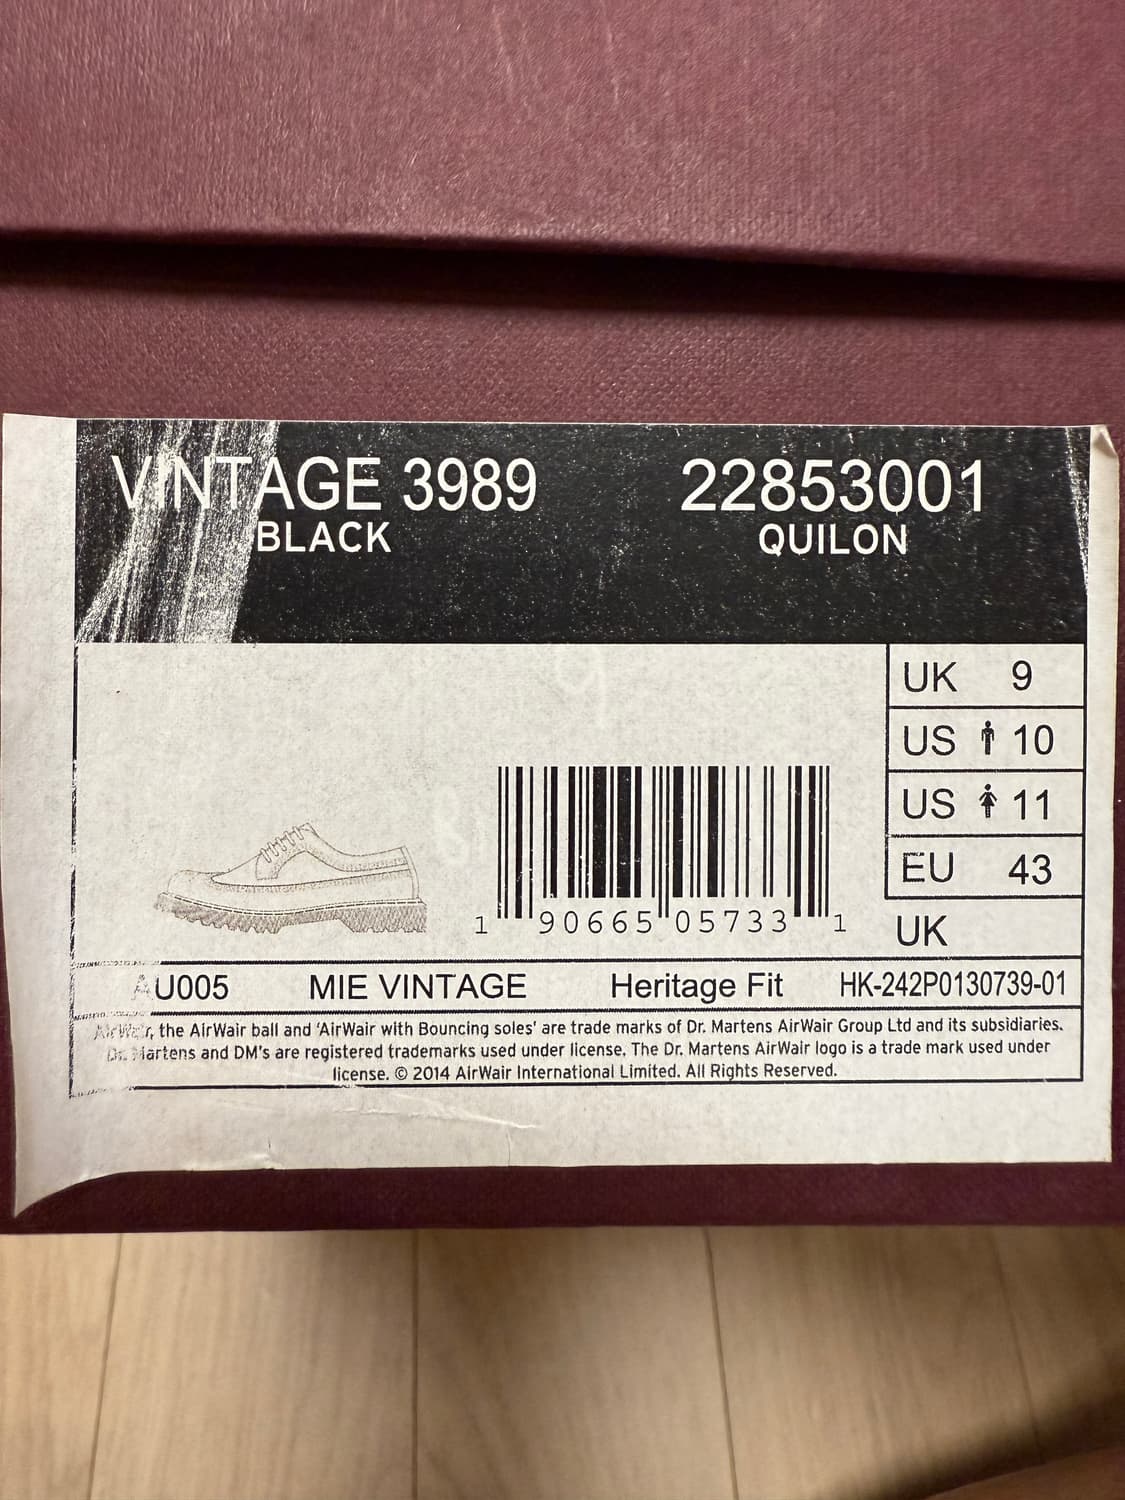 VINTAGE 3989
BLACK
22853001
QUILON
UK 9
US 10
US 11
EU 43
UK
1 90665 05733 1
AU005 MIE VINTAGE Heritage Fit HK-242P0130739-01
AirWair, the AirWair ball and 'AirWair with Bouncing soles' are trade marks of Dr. Martens AirWair Group Ltd and its subsidiaries.
Dr. Martens and DM's are registered trademarks used under license. The Dr. Martens AirWair logo is a trade mark used under
license. © 2014 AirWair International Limited. All Rights Reserved.